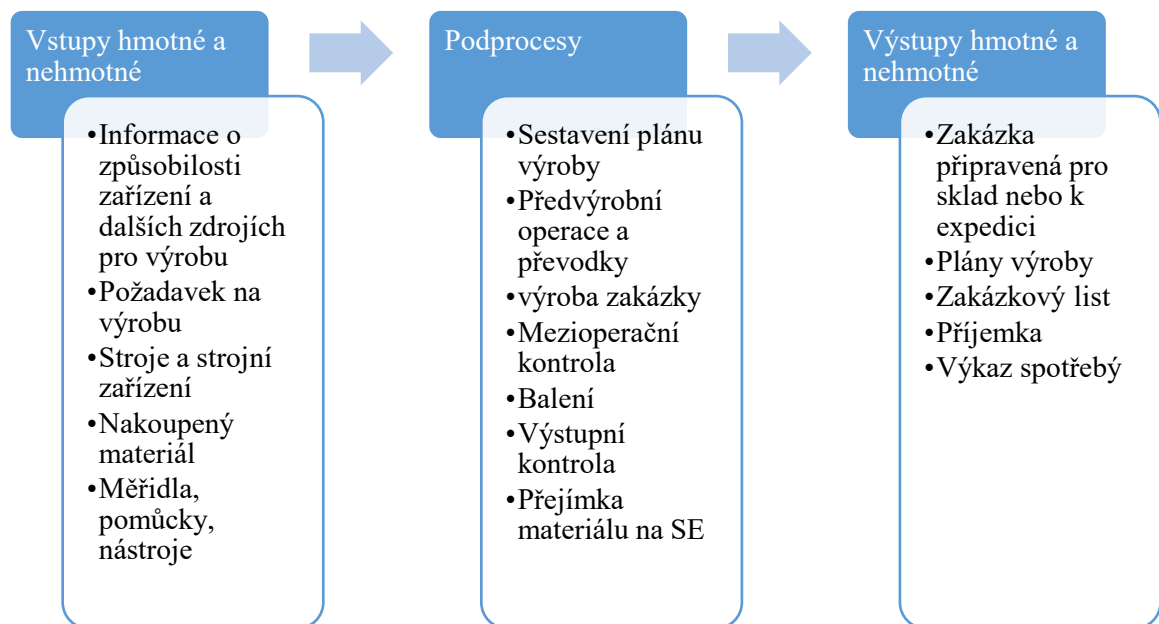 Vstupy hmotné a
nehmotné
•Informace o
způsobilosti
zařízení a
dalších zdrojích
pro výrobu
•Požadavek na
výrobu
•Stroje a strojní
zařízení
•Nakoupený
materiál
•Měřidla,
pomůcky,
nástroje
Podprocesy
•Sestavení plánu
výroby
•Předvýrobní
operace a
převodky
•výroba zakázky
•Mezioperační
kontrola
•Balení
•Výstupní
kontrola
•Přejímka
materiálu na SE
Výstupy hmotné a
nehmotné
•Zakázka
připravená pro
sklad nebo k
expedici
•Plány výroby
•Zakázkový list
•Příjemka
•Výkaz spotřebý